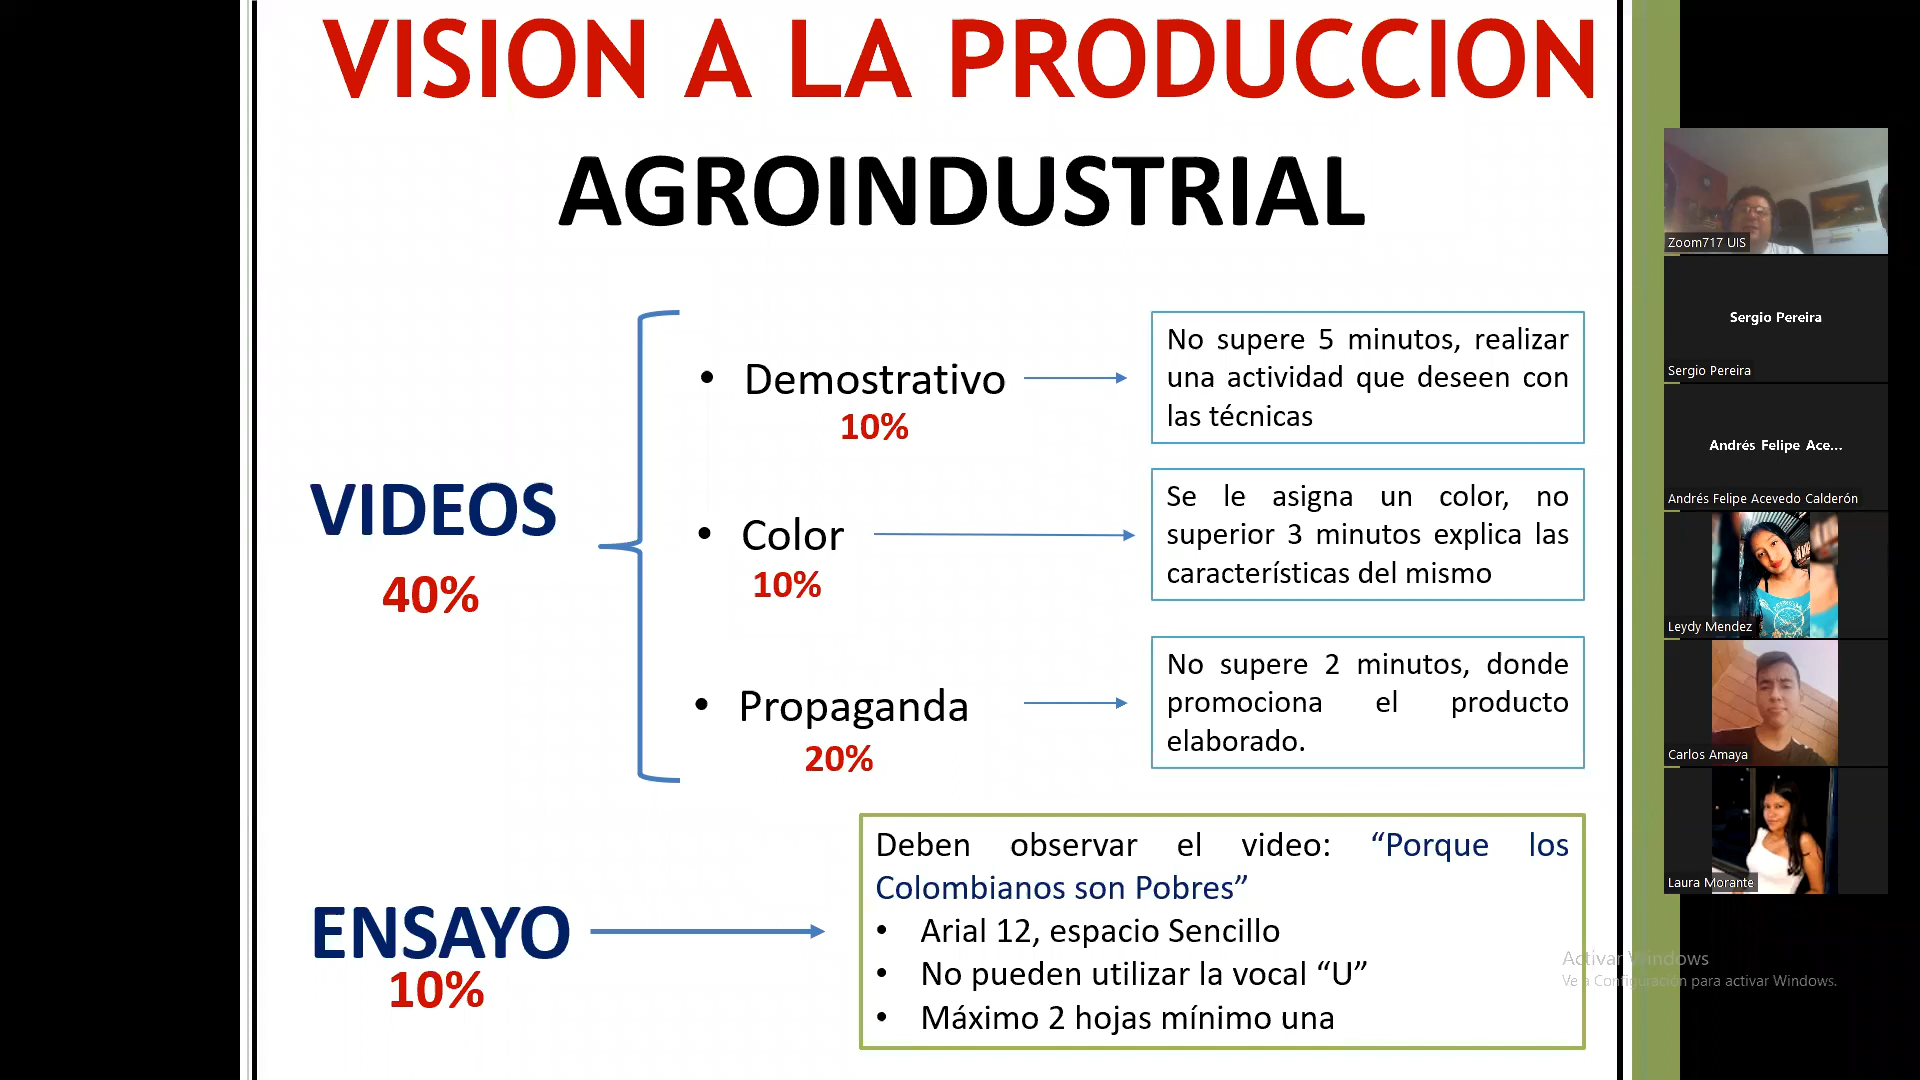 VISION A LA PRODUCCION
AGROINDUSTRIAL
VIDEOS
40%
• Demostrativo
10%
No supere 5 minutos, realizar
una actividad que deseen con
las técnicas
• Color
10%
Se le asigna un color, no
superior 3 minutos explica las
características del mismo
• Propaganda
20%
No supere 2 minutos, donde
promociona el producto
elaborado.
ENSAYO
10%
Deben observar el video: “Porque los
Colombianos son Pobres”
• Arial 12, espacio Sencillo
• No pueden utilizar la vocal “U”
• Máximo 2 hojas mínimo una
Zoom717 UIS
Sergio Pereira
Sergio Pereira
Andrés Felipe Ace...
Andrés Felipe Acevedo Calderón
Leydy Mendez
Carlos Amaya
Laura Morante
Activar Windows
Ve a Configuración para activar Windows.